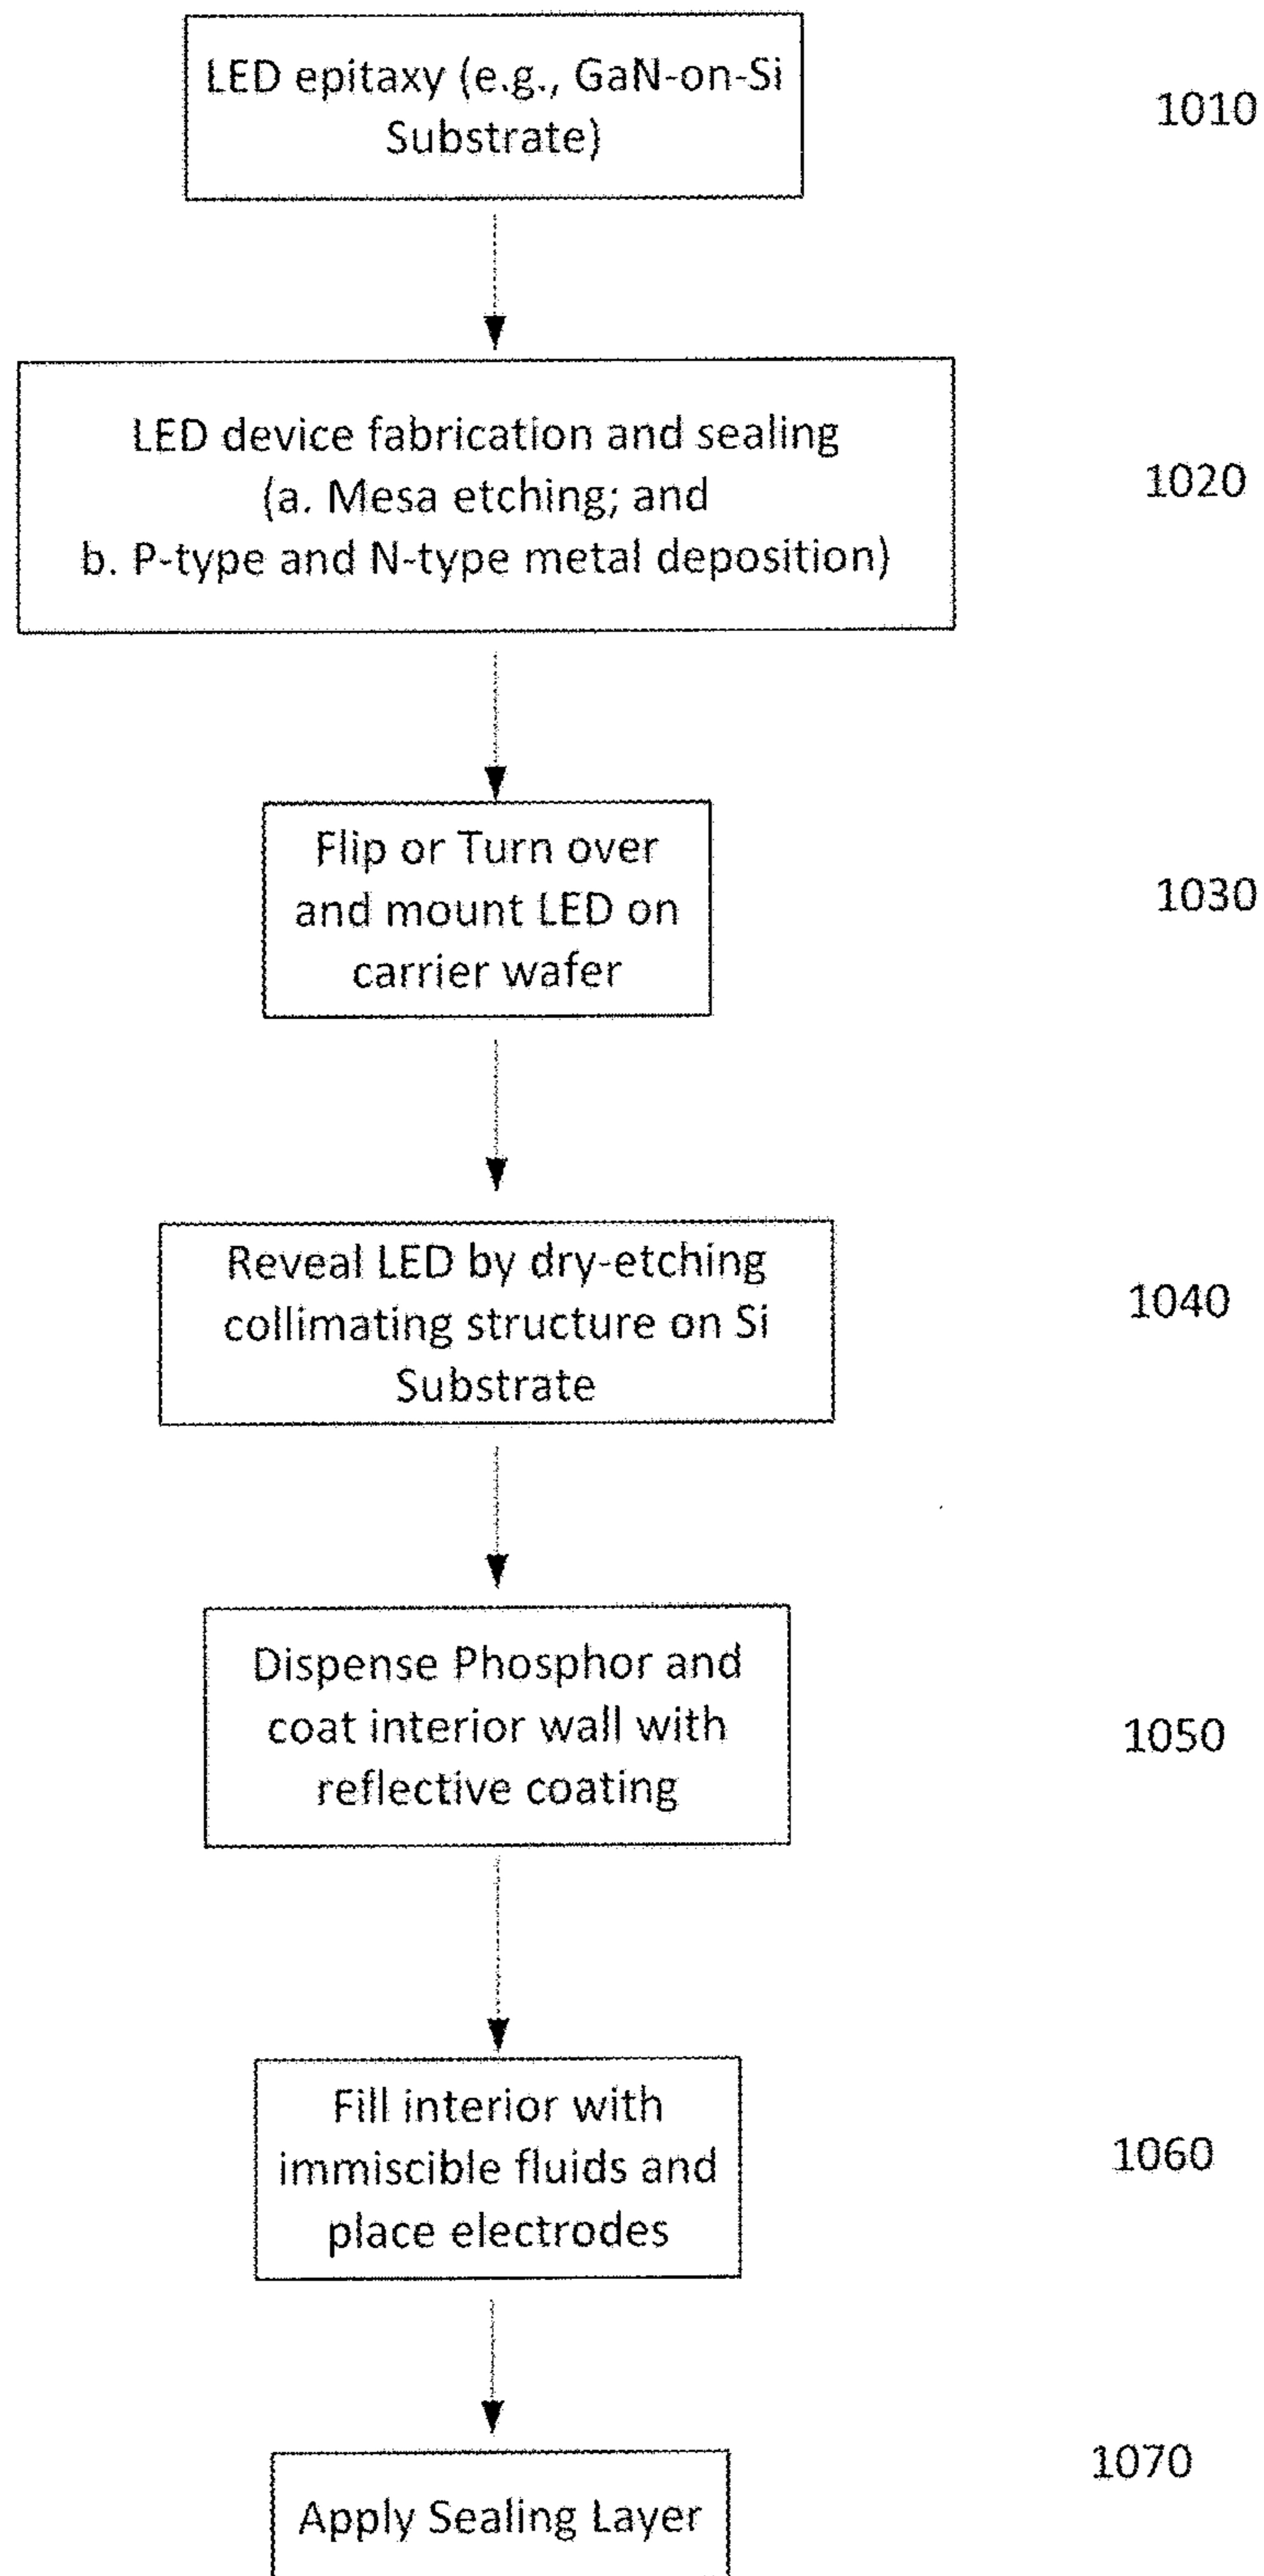 LED epitaxy (e.g., GaN-on-Si
Substrate)
1010
LED device fabrication and sealing
(a. Mesa etching; and
b. P-type and N-type metal deposition)
1020
Flip or Turn over
and mount LED on
carrier wafer
1030
Reveal LED by dry-etching
collimating structure on Si
Substrate
1040
Dispense Phosphor and
coat interior wall with
reflective coating
1050
Fill interior with
immiscible fluids and
place electrodes
1060
Apply Sealing Layer
1070